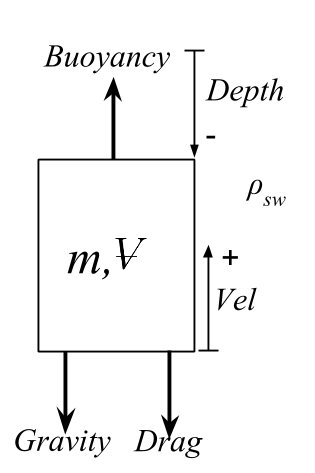 Buoyancy
Depth
-
ρsw
m,V
+
Vel
Gravity Drag